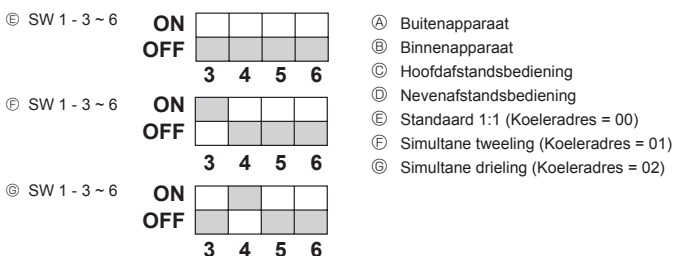 Ⓔ SW 1 - 3 ~ 6
ON
OFF
3 4 5 6
Ⓕ SW 1 - 3 ~ 6
ON
OFF
3 4 5 6
Ⓖ SW 1 - 3 ~ 6
ON
OFF
3 4 5 6
Ⓐ Buitenapparaat
Ⓑ Binnenapparaat
Ⓒ Hoofdafstandsbediening
Ⓓ Nevenafstandsbediening
Ⓔ Standaard 1:1 (Koeleradres = 00)
Ⓕ Simultane tweeling (Koeleradres = 01)
Ⓖ Simultane drieling (Koeleradres = 02)